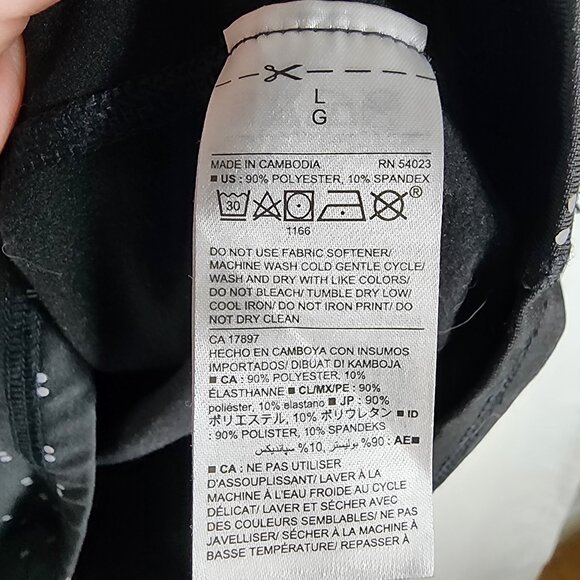 L
G
MADE IN CAMBODIA RN 54023
■ US : 90% POLYESTER, 10% SPANDEX
30
1166
DO NOT USE FABRIC SOFTENER/
MACHINE WASH COLD GENTLE CYCLE/
WASH AND DRY WITH LIKE COLORS/
DO NOT BLEACH/ TUMBLE DRY LOW/
COOL IRON/ DO NOT IRON PRINT/ DO
NOT DRY CLEAN
CA 17897
HECHO EN CAMBOYA CON INSUMOS
IMPORTADOS/ DIBUAT DI KAMBOJA
■ CA : 90% POLYESTER, 10%
ÉLASTHANNE ■ CL/MX/PE : 90%
poliéster, 10% elastano ■ JP : 90%
ポリエステル, 10% ポリウレタン ■ ID
: 90% POLISTER, 10% SPANDEKS
■ AE : 90% بوليستر, 10% سباندیكس
■ CA : NE PAS UTILISER
D'ASSOUPLISSANT/ LAVER À LA
MACHINE À L'EAU FROIDE AU CYCLE
DÉLICAT/ LAVER ET SÉCHER AVEC
DES COULEURS SEMBLABLES/ NE PAS
JAVELLISER/ SÉCHER À LA MACHINE À
BASSE TEMPÉRATURE/ REPASSER À